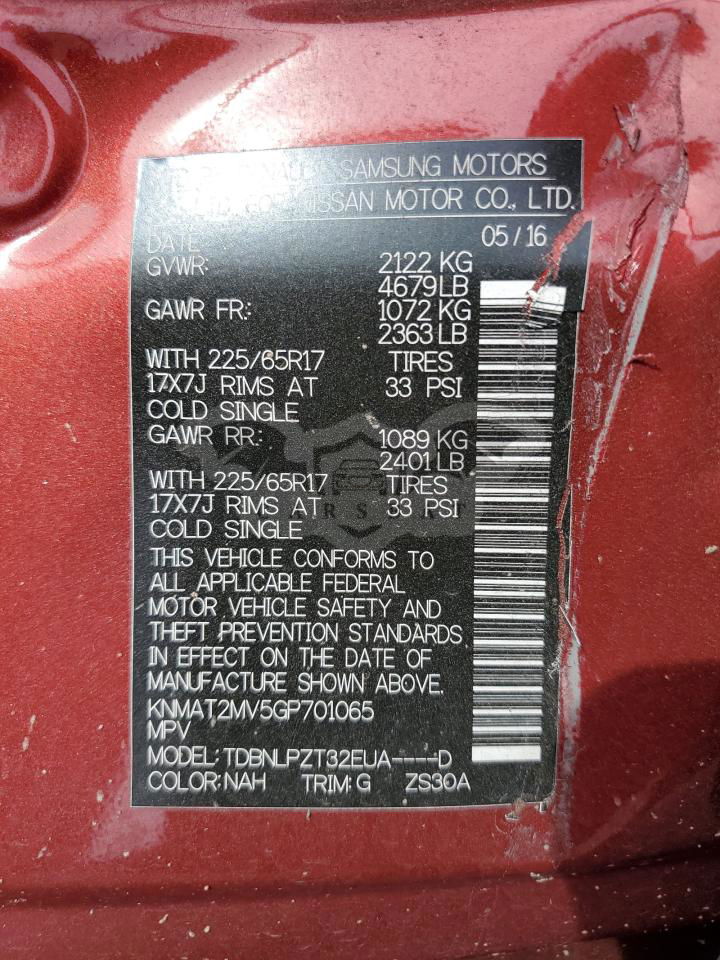 SAMSUNG MOTORS
NISSAN MOTOR CO., LTD.
DATE 05/16
GVWR: 2122 KG
4679LB
GAWR FR: 1072 KG
2363 LB
WITH 225/65R17 TIRES
17X7J RIMS AT 33 PSI
COLD SINGLE
GAWR RR: 1089 KG
2401 LB
WITH 225/65R17 TIRES
17X7J RIMS AT 33 PSI
COLD SINGLE
THIS VEHICLE CONFORMS TO
ALL APPLICABLE FEDERAL
MOTOR VEHICLE SAFETY AND
THEFT PREVENTION STANDARDS
IN EFFECT ON THE DATE OF
MANUFACTURE SHOWN ABOVE.
KNMAT2MV5GP701065
MPV
MODEL: TDBNLPZT32EUA----D
COLOR: NAH TRIM: G ZS30A